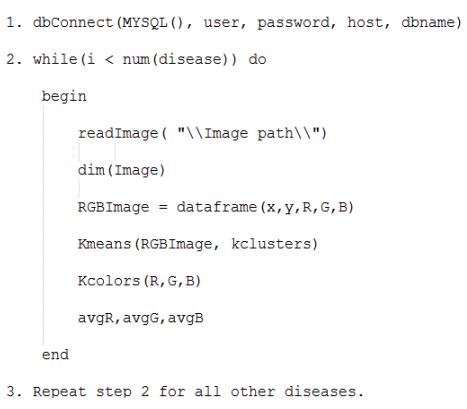 1. dbConnect(MYSQL(), user, password, host, dbname)
2. while(i < num(disease)) do
begin
readImage( "\\Image path\\")
dim(Image)
RGBImage = dataframe(x,y,R,G,B)
Kmeans(RGBImage, kclusters)
Kcolors(R,G,B)
avgR,avgG,avgB
end
3. Repeat step 2 for all other diseases.